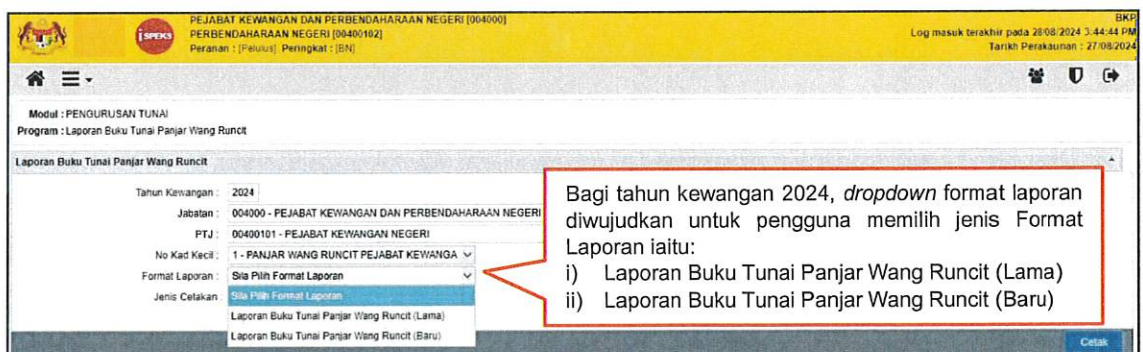 PEJABAT KEWANGAN DAN PERBENDAHARAAN NEGERI [004000]
PERBENDAHARAAN NEGERI [00400102]
Peranan : [Pelulus] Peringkat : [BN]
BKP
Log masuk terakhir pada 28/08/2024 3:44:44 PM
Tarikh Perakaunan : 27/08/2024
iSPEKS
Modul : PENGURUSAN TUNAI
Program : Laporan Buku Tunai Panjar Wang Runcit
Laporan Buku Tunai Panjar Wang Runcit
Tahun Kewangan : 2024
Jabatan : 004000 - PEJABAT KEWANGAN DAN PERBENDAHARAAN NEGERI
PTJ : 00400101 - PEJABAT KEWANGAN NEGERI
No Kad Kecil : 1 - PANJAR WANG RUNCIT PEJABAT KEWANGA
Format Laporan : Sila Pilih Format Laporan
Jenis Cetakan : Sila Pilih Format Laporan
Laporan Buku Tunai Panjar Wang Runcit (Lama)
Laporan Buku Tunai Panjar Wang Runcit (Baru)
Bagi tahun kewangan 2024, dropdown format laporan
diwujudkan untuk pengguna memilih jenis Format
Laporan iaitu:
i) Laporan Buku Tunai Panjar Wang Runcit (Lama)
ii) Laporan Buku Tunai Panjar Wang Runcit (Baru)
Cetak